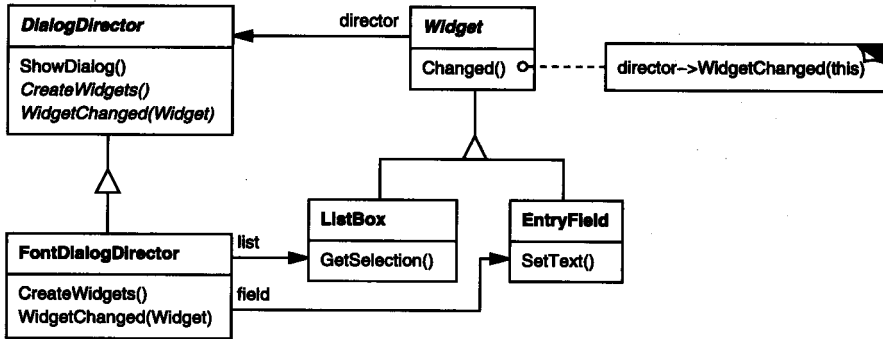 DialogDirector
ShowDialog()
CreateWidgets()
WidgetChanged(Widget)
director
Widget
Changed()
director->WidgetChanged(this)
FontDialogDirector
CreateWidgets()
WidgetChanged(Widget)
list
field
ListBox
GetSelection()
EntryField
SetText()